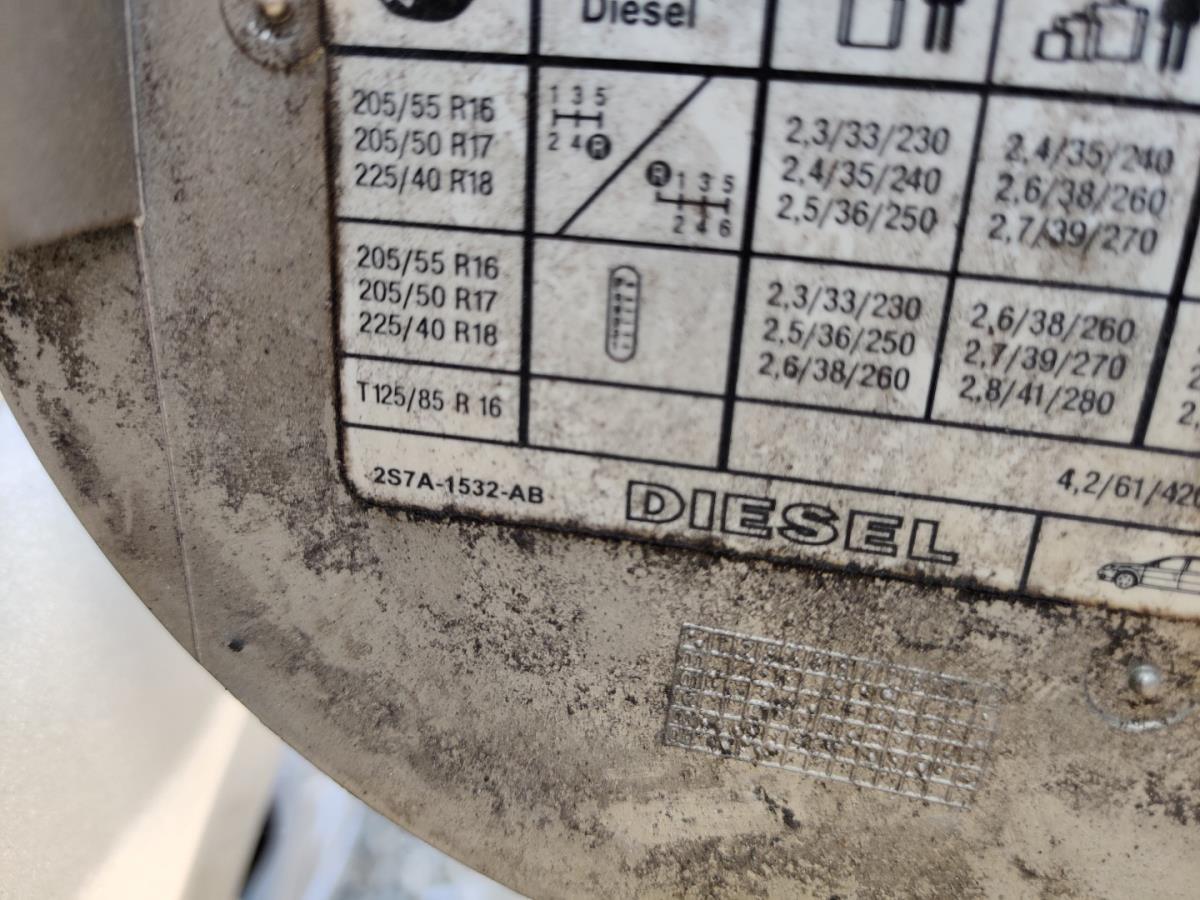 Diesel
205/55 R16
205/50 R17
225/40 R18
1 3 5
2 4 R
R 1 3 5
2 4 6
2,3/33/230
2,4/35/240
2,5/36/250
2,4/35/240
2,6/38/260
2,7/39/270
205/55 R16
205/50 R17
225/40 R18
2,3/33/230
2,5/36/250
2,6/38/260
2,6/38/260
2,7/39/270
2,8/41/280
T125/85 R 16
4,2/61/42
2S7A-1532-AB
DIESEL